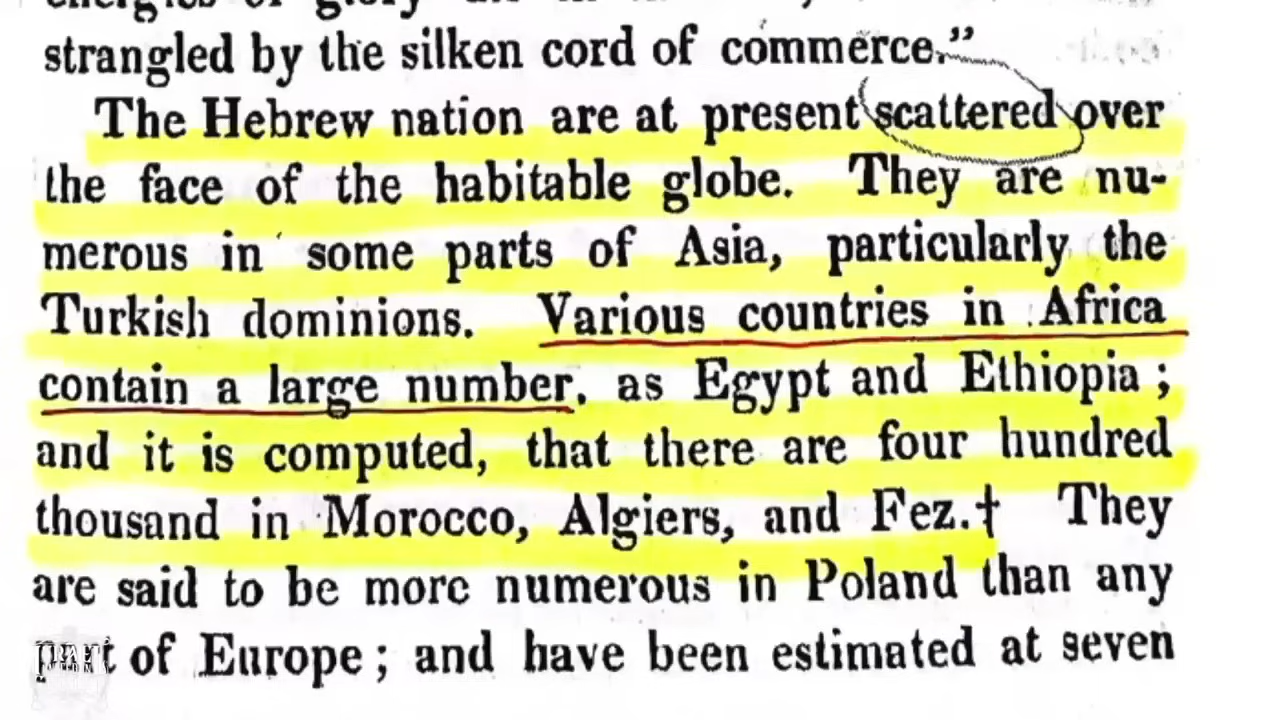 strangled by the silken cord of commerce."
The Hebrew nation are at present scattered over
the face of the habitable globe. They are nu-
merous in some parts of Asia, particularly the
Turkish dominions. Various countries in Africa
contain a large number, as Egypt and Ethiopia;
and it is computed, that there are four hundred
thousand in Morocco, Algiers, and Fez.† They
are said to be more numerous in Poland than any
part of Europe; and have been estimated at seven